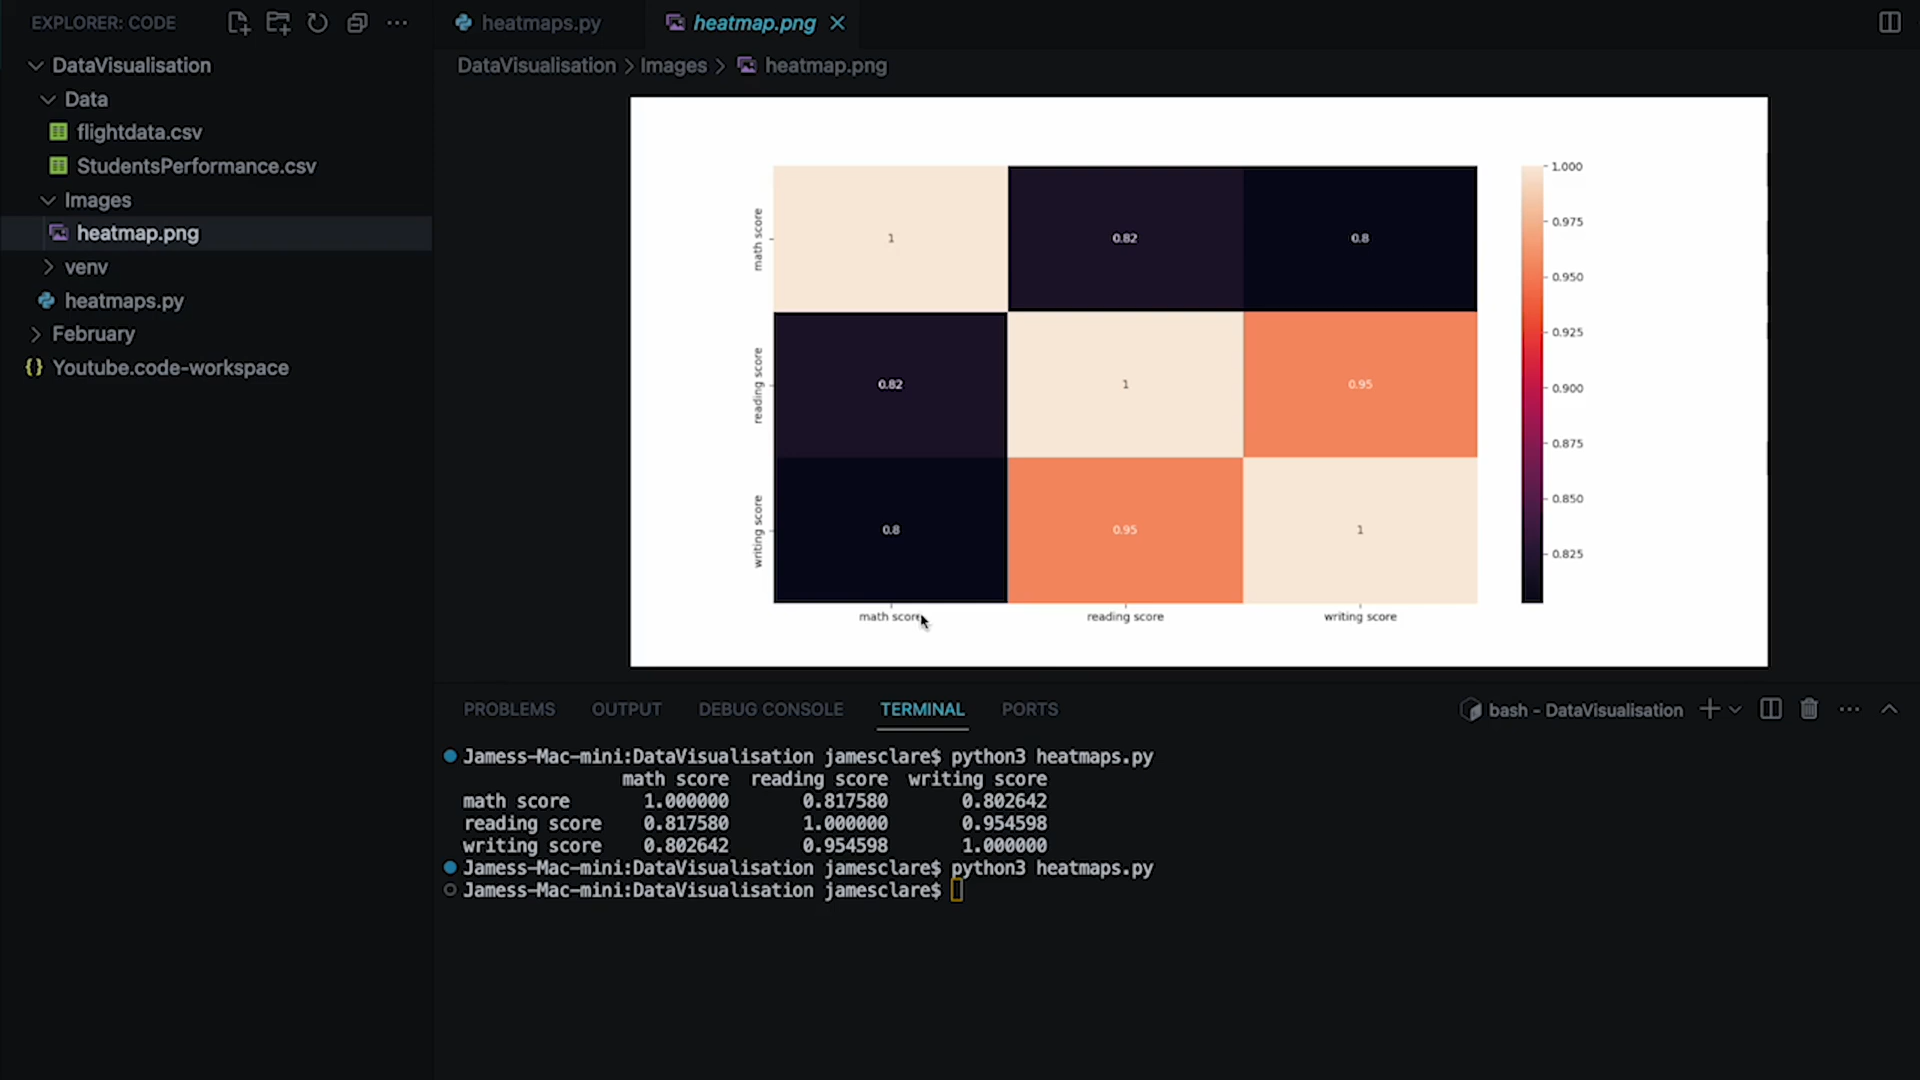 EXPLORER: CODE
DataVisualisation
Data
flightdata.csv
StudentsPerformance.csv
Images
heatmap.png
venv
heatmaps.py
February
{} Youtube.code-workspace
heatmaps.py
heatmap.png
DataVisualisation > Images > heatmap.png
math score
1
0.82
0.8
reading score
0.82
1
0.95
writing score
0.8
0.95
1
math score
reading score
writing score
1.000
0.975
0.950
0.925
0.900
0.875
0.850
0.825
PROBLEMS OUTPUT DEBUG CONSOLE TERMINAL PORTS
bash - DataVisualisation
Jamess-Mac-mini:DataVisualisation jamesclare$ python3 heatmaps.py
math score reading score writing score
math score 1.000000 0.817580 0.802642
reading score 0.817580 1.000000 0.954598
writing score 0.802642 0.954598 1.000000
Jamess-Mac-mini:DataVisualisation jamesclare$ python3 heatmaps.py
Jamess-Mac-mini:DataVisualisation jamesclare$